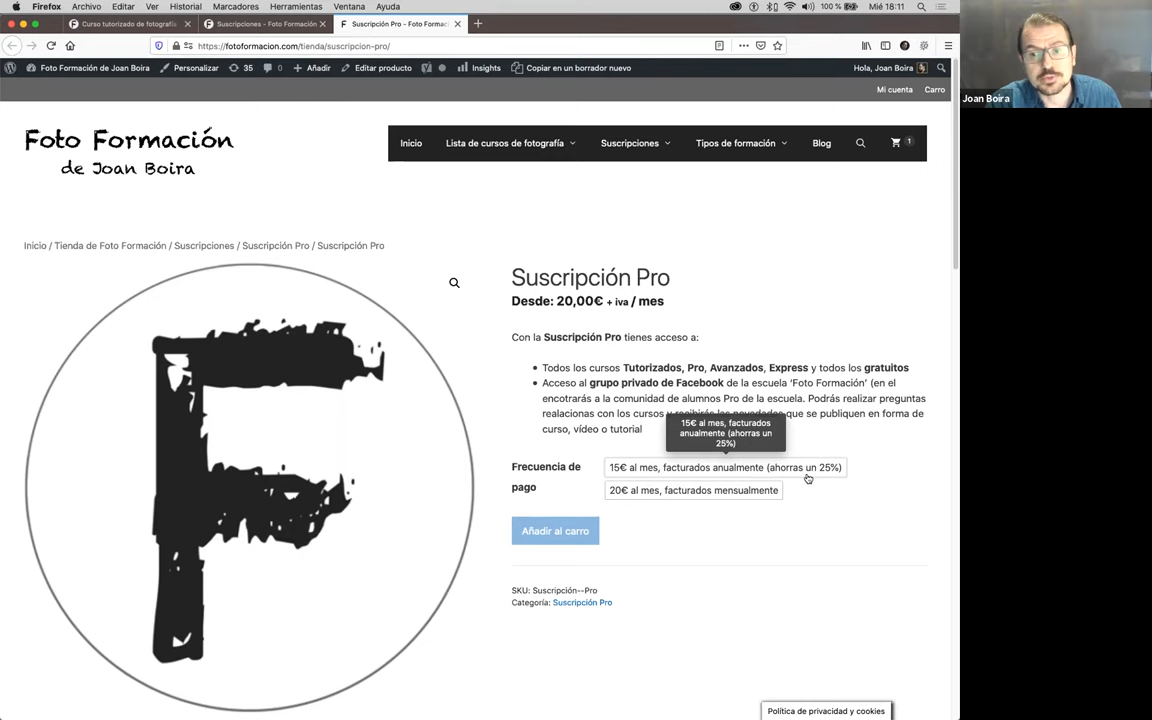 Firefox Archivo Editar Ver Historial Marcadores Herramientas Ventana Ayuda 100 % Mié 18:11
Curso tutorizado de fotografí
Suscripciones - Foto Formación
Suscripción Pro - Foto Formac
https://fotoformacion.com/tienda/suscripcion-pro/
Foto Formación de Joan Boira Personalizar 35 0 Añadir Editar producto Insights Copiar en un borrador nuevo Hola, Joan Boira
Mi cuenta Carro
Foto Formación
de Joan Boira
Inicio Lista de cursos de fotografía Suscripciones Tipos de formación Blog 1
Inicio / Tienda de Foto Formación / Suscripciones / Suscripción Pro / Suscripción Pro
Suscripción Pro
Desde: 20,00€ + iva / mes
Con la Suscripción Pro tienes acceso a:
Todos los cursos Tutorizados, Pro, Avanzados, Express y todos los gratuitos
Acceso al grupo privado de Facebook de la escuela 'Foto Formación' (en el
encotrarás a la comunidad de alumnos Pro de la escuela. Podrás realizar preguntas
realacionas con los cursos y recibirás las novedades que se publiquen en forma de
curso, vídeo o tutorial
15€ al mes, facturados
anualmente (ahorras un
25%)
Frecuencia de
pago
15€ al mes, facturados anualmente (ahorras un 25%)
20€ al mes, facturados mensualmente
Añadir al carro
SKU: Suscripción--Pro
Categoría: Suscripción Pro
Política de privacidad y cookies
Joan Boira